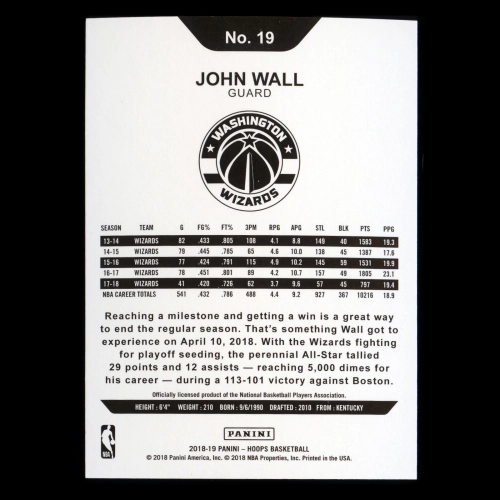 No. 19
JOHN WALL
GUARD
WASHINGTON
WIZARDS
SEASON TEAM G FG% FT% 3PM RPG APG STL BLK PTS PPG
13-14 WIZARDS 82 .433 .805 108 4.1 8.8 149 40 1583 19.3
14-15 WIZARDS 79 .445 .785 65 4.6 10.0 138 45 1387 17.6
15-16 WIZARDS 77 .424 .791 115 4.9 10.2 145 59 1531 19.9
16-17 WIZARDS 78 .451 .801 89 4.2 10.7 157 49 1805 23.1
17-18 WIZARDS 41 .420 .726 62 3.7 9.6 57 45 797 19.4
NBA CAREER TOTALS 541 .432 .786 488 4.4 9.2 927 367 10216 18.9
Reaching a milestone and getting a win is a great way
to end the regular season. That's something Wall got to
experience on April 10, 2018. With the Wizards fighting
for playoff seeding, the perennial All-Star tallied
29 points and 12 assists — reaching 5,000 dimes for
his career — during a 113-101 victory against Boston.
Officially licensed product of the National Basketball Players Association.
HEIGHT: 6'4" WEIGHT: 210 BORN: 9/6/1990 DRAFTED: 2010 FROM: KENTUCKY
NBA
PANINI
2018-19 PANINI – HOOPS BASKETBALL
© 2018 Panini America, Inc. © 2018 NBA Properties, Inc. Printed in the USA.